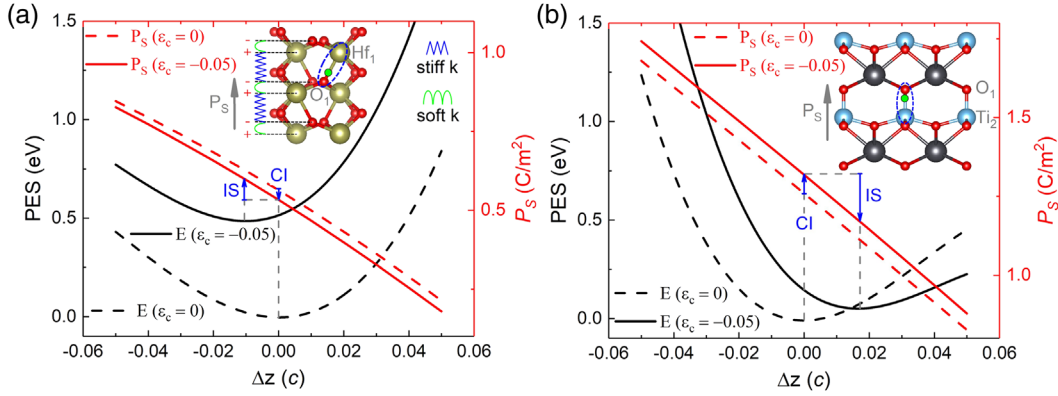 (a)
1.5
1.0
0.5
0.0
PES (eV)
P_S (ε_c = 0)
P_S (ε_c = −0.05)
P_S
- + - + - +
Hf₁
O₁
stiff k
soft k
IS
CI
E (ε_c = −0.05)
E (ε_c = 0)
1.0
0.5
P_S (C/m²)
-0.06 -0.04 -0.02 0.00 0.02 0.04 0.06
Δz (c)
(b)
1.5
1.0
0.5
0.0
PES (eV)
P_S (ε_c = 0)
P_S (ε_c = −0.05)
P_S
O₁
Ti₂
CI
IS
E (ε_c = 0)
E (ε_c = −0.05)
1.5
1.0
P_S (C/m²)
-0.06 -0.04 -0.02 0.00 0.02 0.04 0.06
Δz (c)